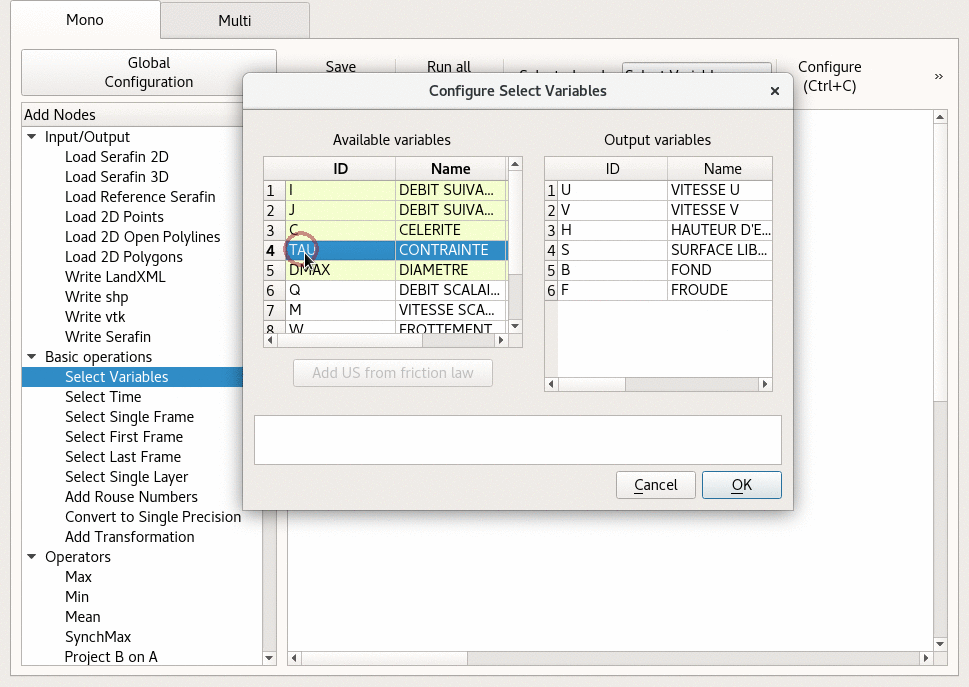 Mono
Multi
Global
Configuration
Save
Run all
Configure
(Ctrl+C)
»
Add Nodes
Input/Output
Load Serafin 2D
Load Serafin 3D
Load Reference Serafin
Load 2D Points
Load 2D Open Polylines
Load 2D Polygons
Write LandXML
Write shp
Write vtk
Write Serafin
Basic operations
Select Variables
Select Time
Select Single Frame
Select First Frame
Select Last Frame
Select Single Layer
Add Rouse Numbers
Convert to Single Precision
Add Transformation
Operators
Max
Min
Mean
SynchMax
Project B on A
Configure Select Variables
×
Available variables
ID Name
1 I DEBIT SUIVA...
2 J DEBIT SUIVA...
3 C CELERITE
4 TAU CONTRAINTE
5 DMAX DIAMETRE
6 Q DEBIT SCALAI...
7 M VITESSE SCA...
8 W FROTTEMENT
Add US from friction law
Output variables
ID Name
1 U VITESSE U
2 V VITESSE V
3 H HAUTEUR D'E...
4 S SURFACE LIB...
5 B FOND
6 F FROUDE
Cancel
OK